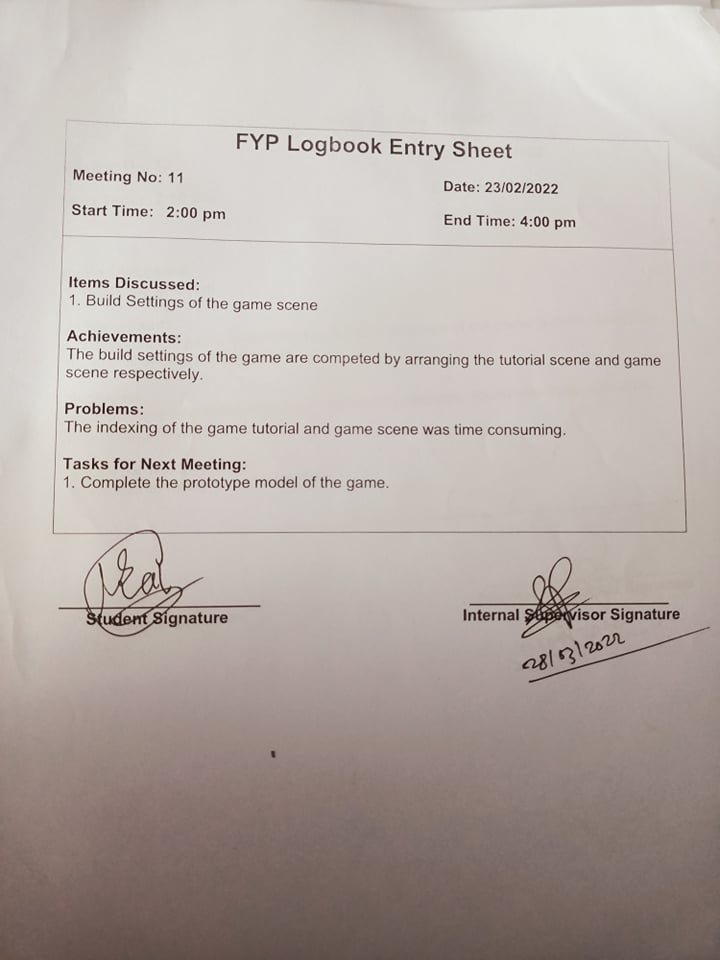 FYP Logbook Entry Sheet
Meeting No: 11
Date: 23/02/2022
Start Time: 2:00 pm
End Time: 4:00 pm
Items Discussed:
1. Build Settings of the game scene
Achievements:
The build settings of the game are competed by arranging the tutorial scene and game
scene respectively.
Problems:
The indexing of the game tutorial and game scene was time consuming.
Tasks for Next Meeting:
1. Complete the prototype model of the game.
Student Signature
Internal Supervisor Signature
28/03/2022